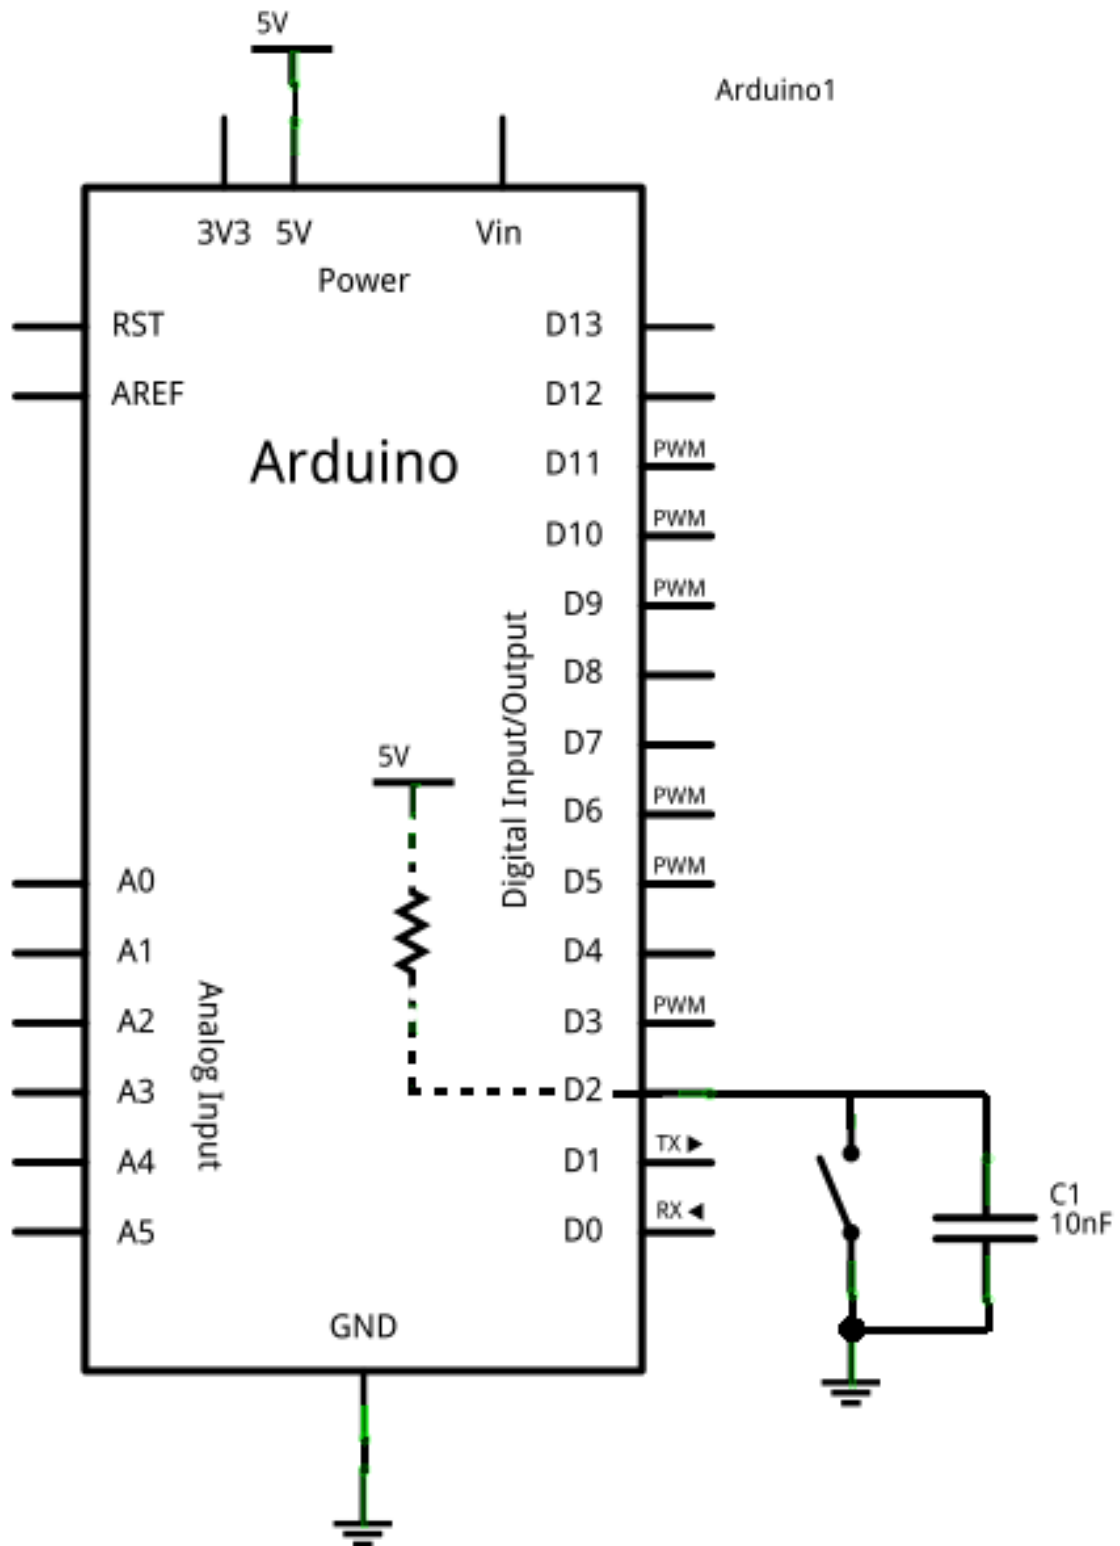 5V
Arduino1
3V3 5V Vin
Power
RST
AREF
Arduino
D13
D12
D11 PWM
D10 PWM
D9 PWM
D8
D7
D6 PWM
D5 PWM
D4
D3 PWM
D2
D1 TX
D0 RX
Digital Input/Output
5V
A0
A1
A2
A3
A4
A5
Analog Input
GND
C1
10nF